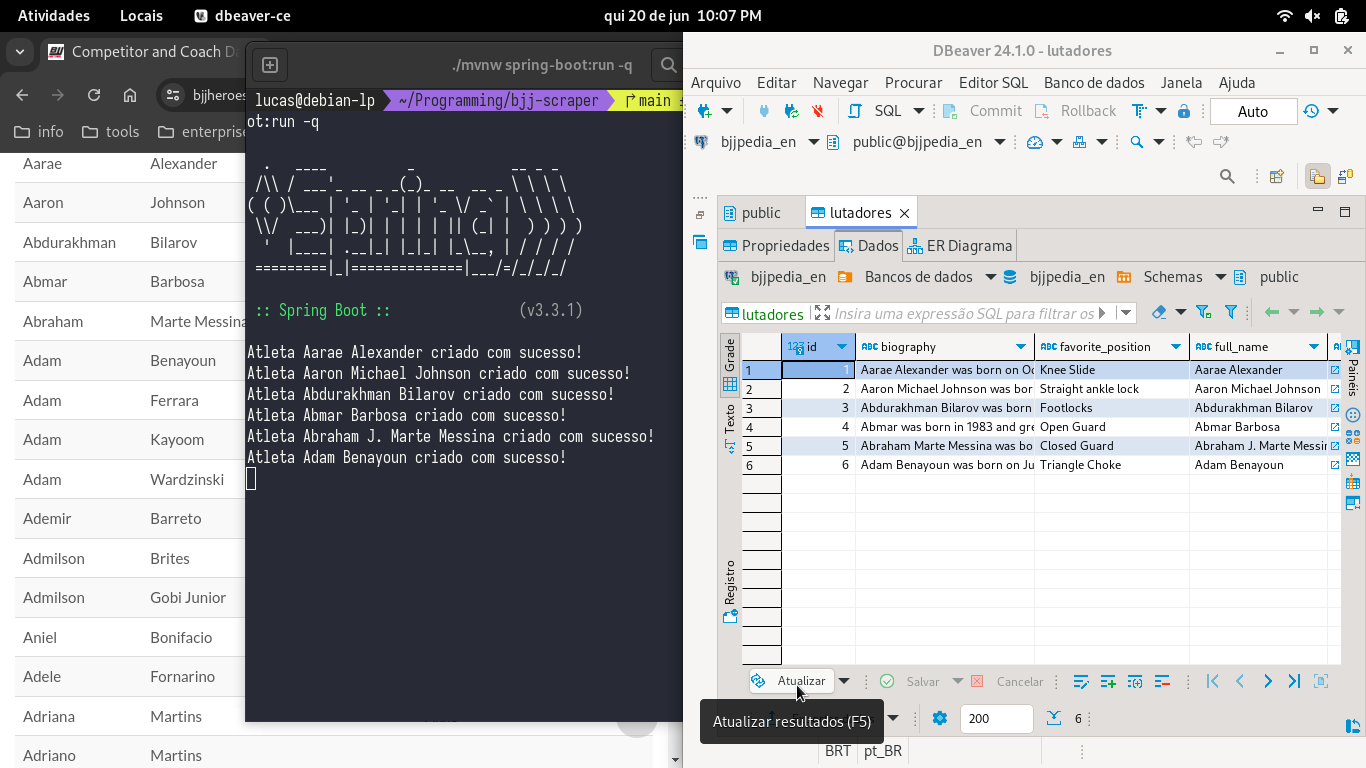 Atividades Locais dbeaver-ce qui 20 de jun 10:07 PM
Competitor and Coach D
bjjheroes
info tools enterprise
Aarae Alexander
Aaron Johnson
Abdurakhman Bilarov
Abmar Barbosa
Abraham Marte Messina
Adam Benayoun
Adam Ferrara
Adam Kayoom
Adam Wardzinski
Ademir Barreto
Admilson Brites
Admilson Gobi Junior
Aniel Bonifacio
Adele Fornarino
Adriana Martins
Adriano Martins
./mvnw spring-boot:run -q
lucas@debian-lp ~/Programming/bjj-scraper main
ot:run -q
:: Spring Boot :: (v3.3.1)
Atleta Aarae Alexander criado com sucesso!
Atleta Aaron Michael Johnson criado com sucesso!
Atleta Abdurakhman Bilarov criado com sucesso!
Atleta Abmar Barbosa criado com sucesso!
Atleta Abraham J. Marte Messina criado com sucesso!
Atleta Adam Benayoun criado com sucesso!
DBeaver 24.1.0 - lutadores
Arquivo Editar Navegar Procurar Editor SQL Banco de dados Janela Ajuda
SQL Commit Rollback Auto
bjjpedia_en public@bjjpedia_en
public lutadores
Propriedades Dados ER Diagrama
bjjpedia_en Bancos de dados bjjpedia_en Schemas public
lutadores Insira uma expressão SQL para filtrar os
Grade
Texto
Registro
Painéis
123 id ABC biography ABC favorite_position ABC full_name
1 1 Aarae Alexander was born on Oc Knee Slide Aarae Alexander
2 2 Aaron Michael Johnson was bor Straight ankle lock Aaron Michael Johnson
3 3 Abdurakhman Bilarov was born Footlocks Abdurakhman Bilarov
4 4 Abmar was born in 1983 and gre Open Guard Abmar Barbosa
5 5 Abraham Marte Messina was bo Closed Guard Abraham J. Marte Messin
6 6 Adam Benayoun was born on Ju Triangle Choke Adam Benayoun
Atualizar Salvar Cancelar
Atualizar resultados (F5)
200 6
BRT pt_BR